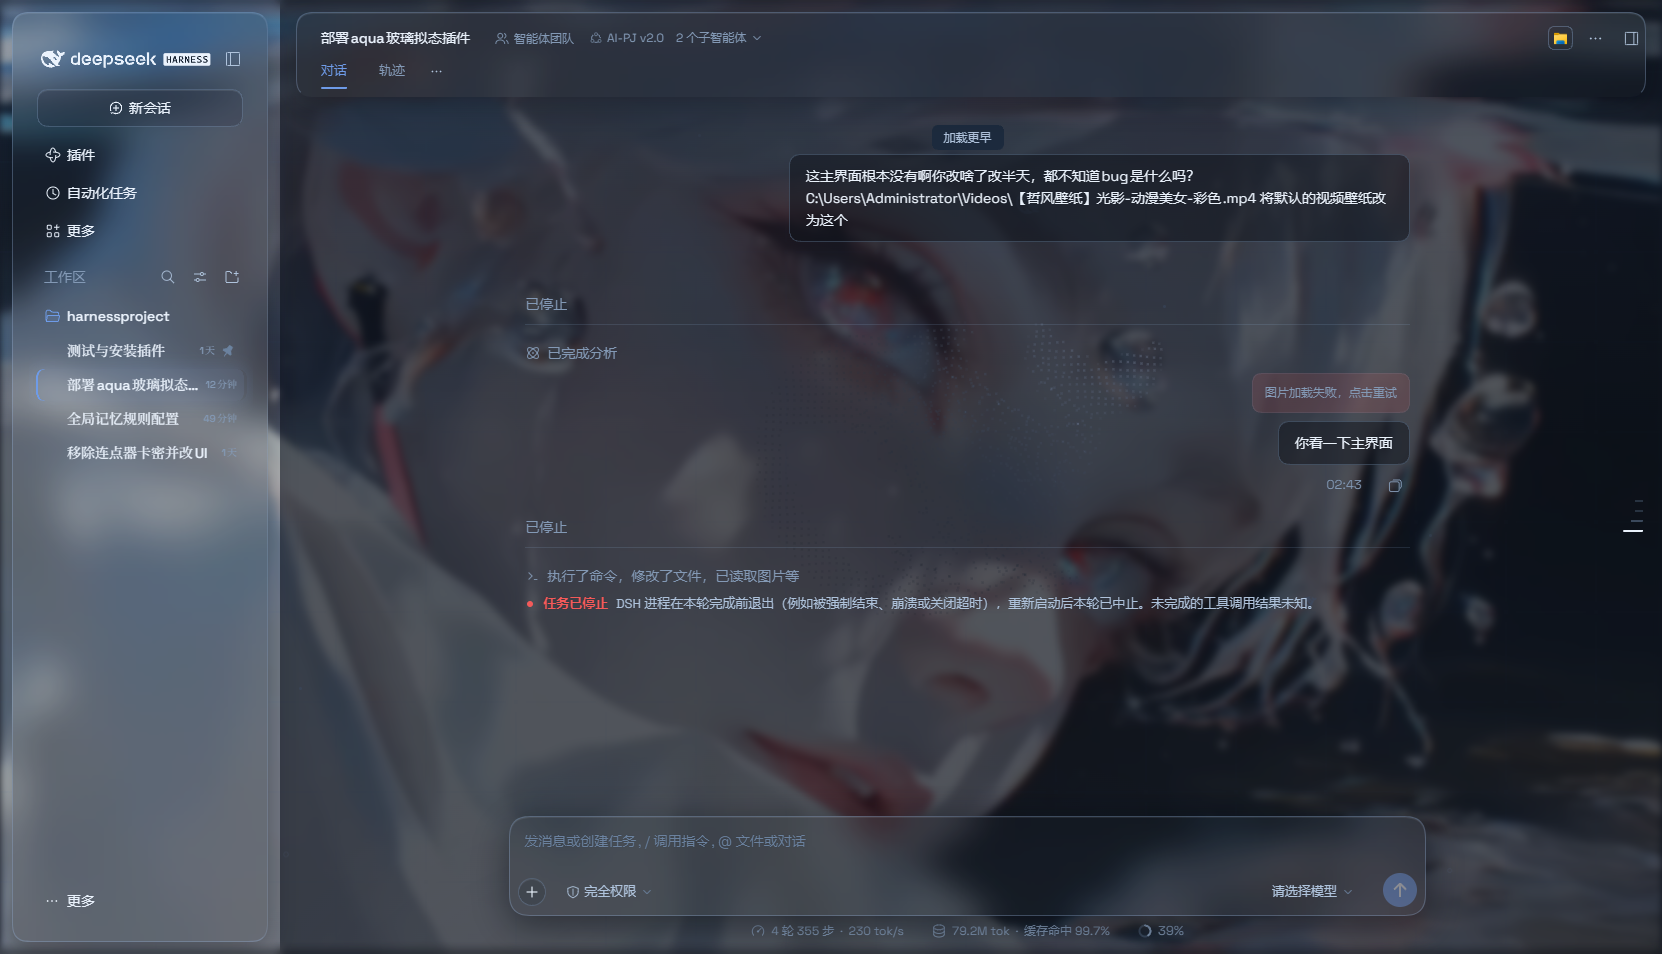 deepseek HARNESS
新会话
插件
自动化任务
更多
工作区
harnessproject
测试与安装插件 1天
部署aqua玻璃拟态... 12分钟
全局记忆规则配置 49分钟
移除连点器卡密并改UI 1天
更多
部署aqua玻璃拟态插件 智能体团队 AI-PJ v2.0 2 个子智能体
对话 轨迹 ...
加载更早
这主界面根本没有啊你改啥了改半天，都不知道bug是什么吗?
C:\Users\Administrator\Videos\【哲风壁纸】光影-动漫美女-彩色.mp4 将默认的视频壁纸改
为这个
已停止
已完成分析
图片加载失败，点击重试
你看一下主界面
02:43
已停止
执行了命令，修改了文件，已读取图片等
任务已停止 DSH 进程在本轮完成前退出（例如被强制结束、崩溃或关闭超时），重新启动后本轮已中止。未完成的工具调用结果未知。
发消息或创建任务, / 调用指令, @ 文件或对话
完全权限
请选择模型
4 轮 355 步 · 230 tok/s 79.2M tok · 缓存命中 99.7% 39%